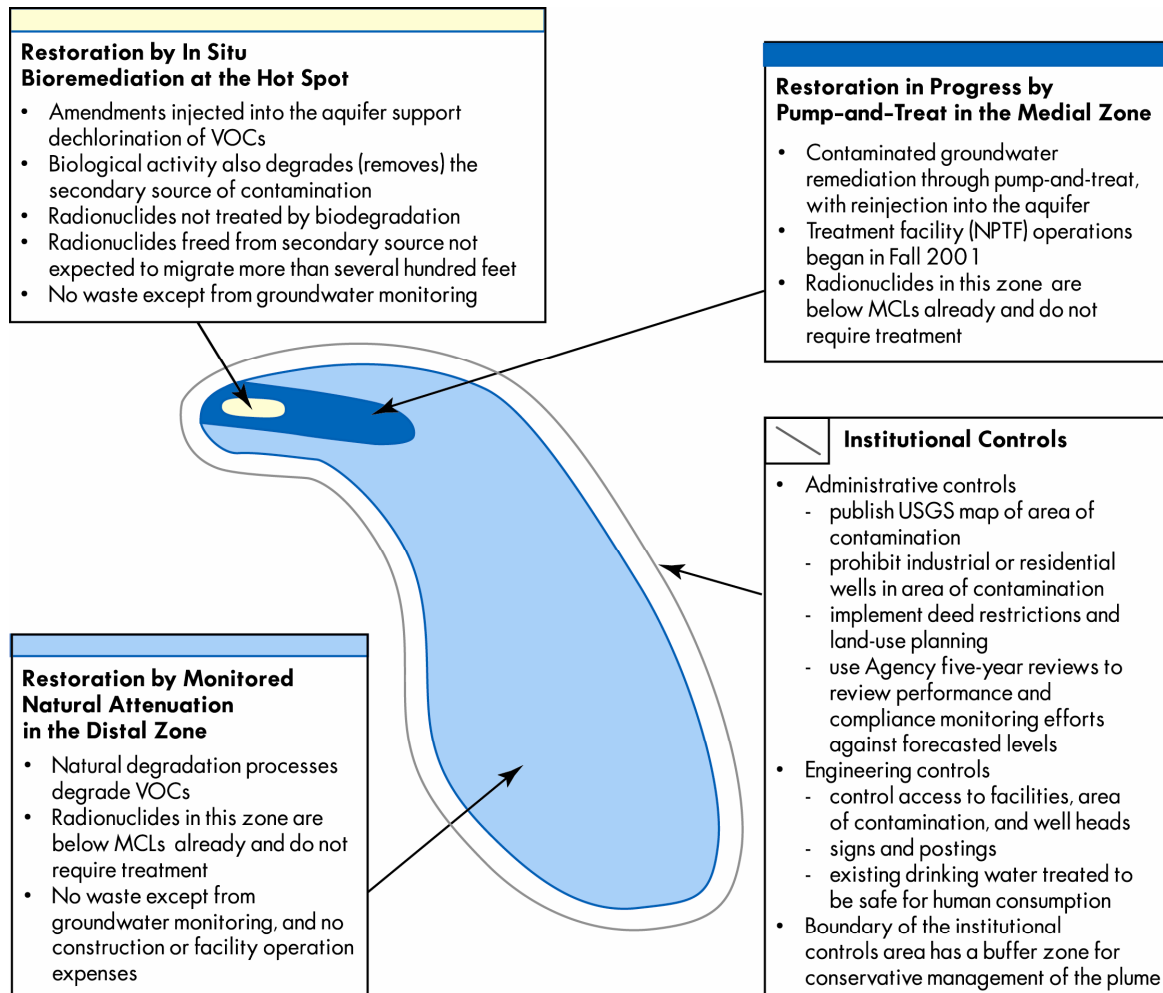 Restoration by In Situ
Bioremediation at the Hot Spot
• Amendments injected into the aquifer support
dechlorination of VOCs
• Biological activity also degrades (removes) the
secondary source of contamination
• Radionuclides not treated by biodegradation
• Radionuclides freed from secondary source not
expected to migrate more than several hundred feet
• No waste except from groundwater monitoring
Restoration in Progress by
Pump-and-Treat in the Medial Zone
• Contaminated groundwater
remediation through pump-and-treat,
with reinjection into the aquifer
• Treatment facility (NPTF) operations
began in Fall 2001
• Radionuclides in this zone are
below MCLs already and do not
require treatment
Institutional Controls
• Administrative controls
- publish USGS map of area of
contamination
- prohibit industrial or residential
wells in area of contamination
- implement deed restrictions and
land-use planning
- use Agency five-year reviews to
review performance and
compliance monitoring efforts
against forecasted levels
• Engineering controls
- control access to facilities, area
of contamination, and well heads
- signs and postings
- existing drinking water treated to
be safe for human consumption
• Boundary of the institutional
controls area has a buffer zone for
conservative management of the plume
Restoration by Monitored
Natural Attenuation
in the Distal Zone
• Natural degradation processes
degrade VOCs
• Radionuclides in this zone are
below MCLs already and do not
require treatment
• No waste except from
groundwater monitoring, and no
construction or facility operation
expenses